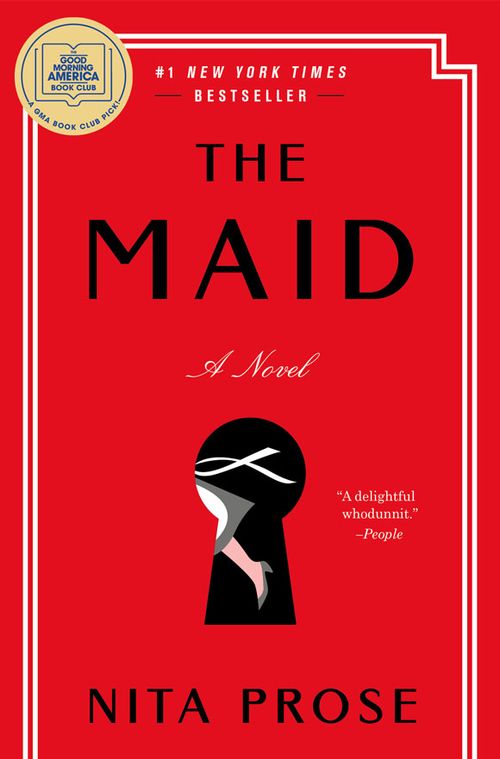 THE
GOOD
MORNING
AMERICA
BOOK CLUB
A GMA BOOK CLUB PICK!
#1 NEW YORK TIMES
BESTSELLER
THE
MAID
A Novel
“A delightful
whodunnit.”
–People
NITA PROSE